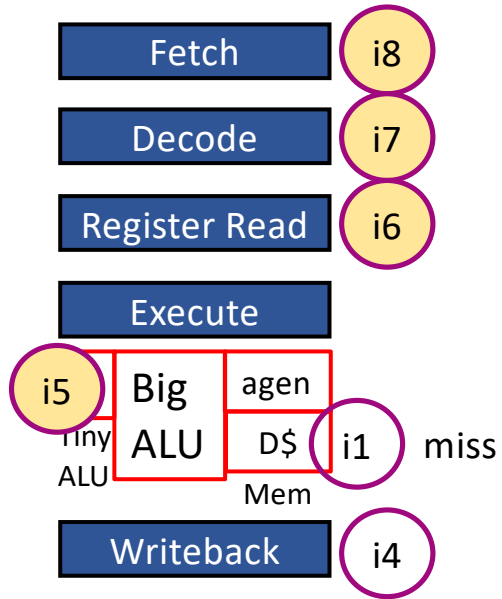 Fetch i8
Decode i7
Register Read i6
Execute
i5 Big agen
Tiny ALU D$ i1 miss
ALU
Mem
Writeback i4